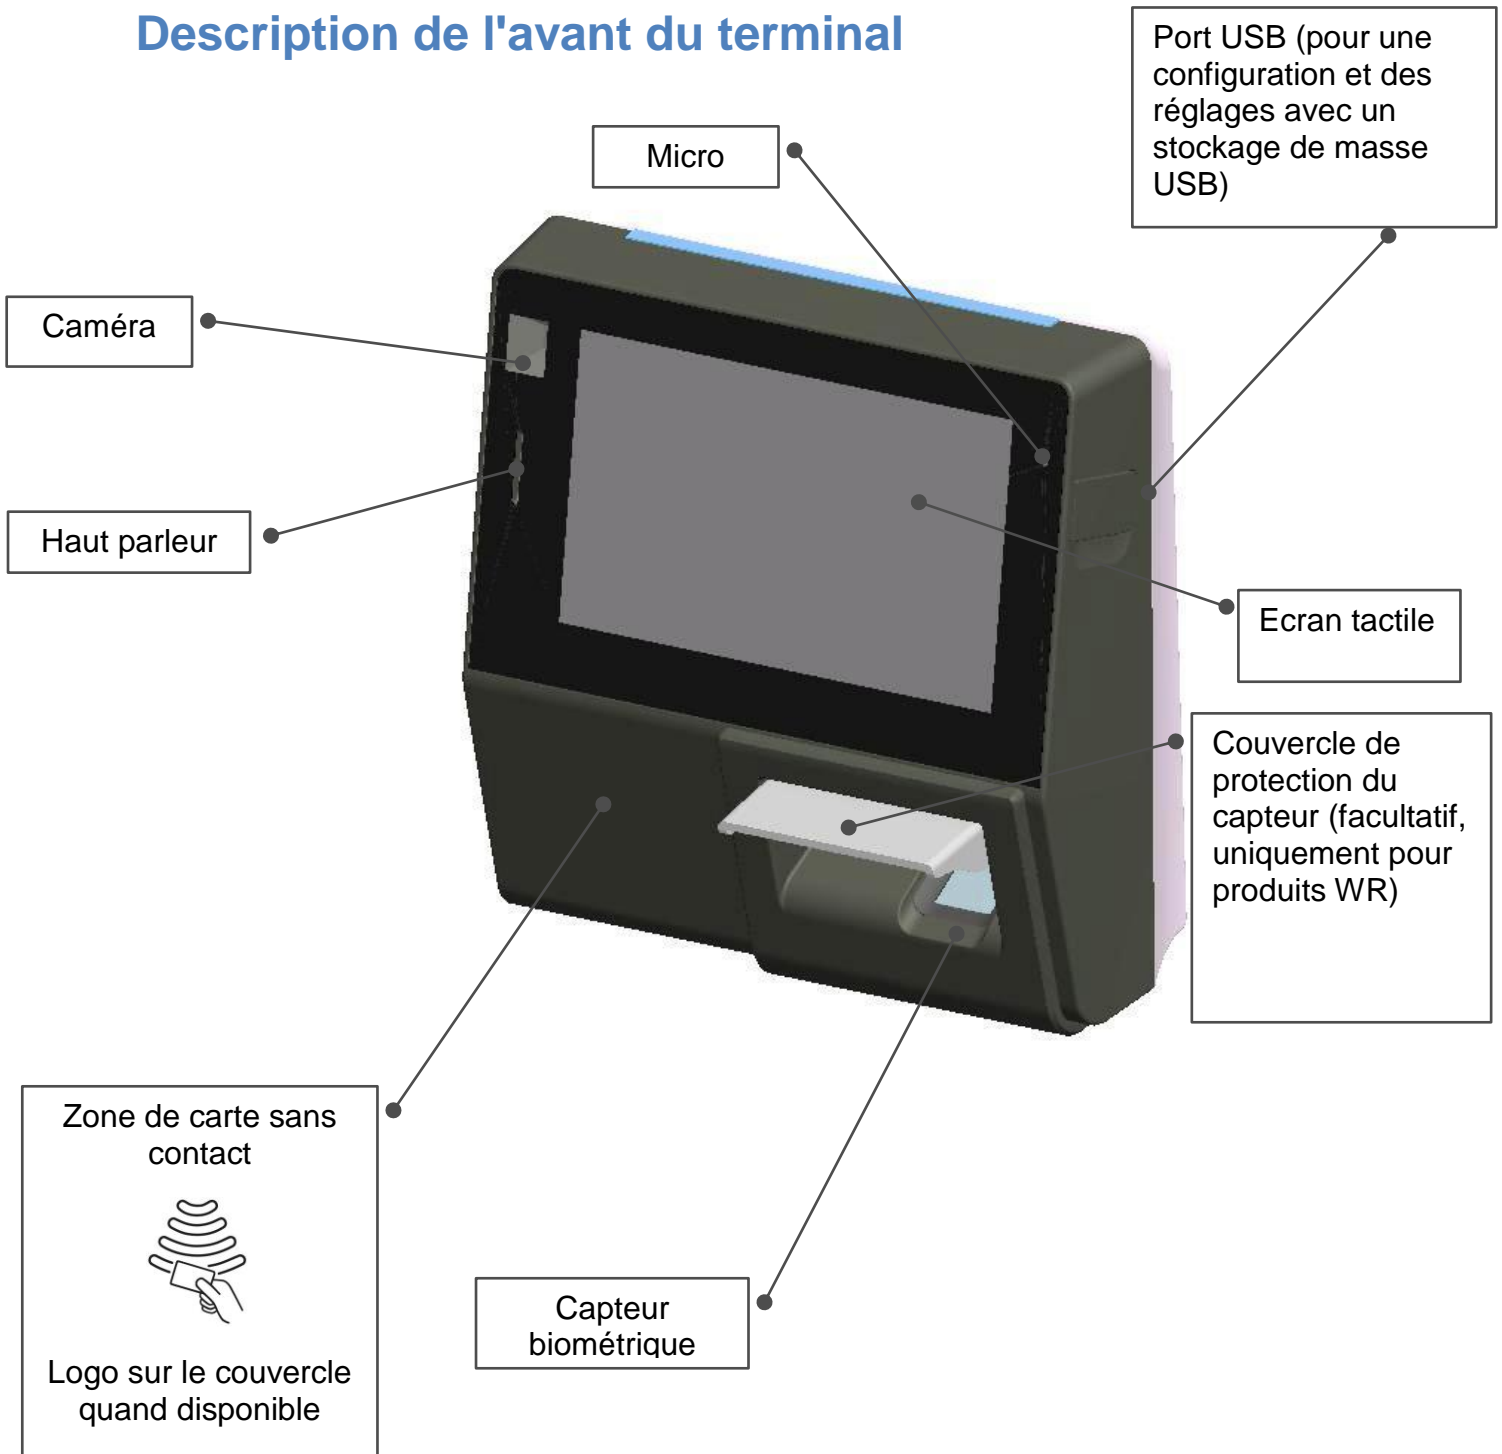 Description de l'avant du terminal
Port USB (pour une
configuration et des
réglages avec un
stockage de masse
USB)
Micro
Caméra
Haut parleur
Ecran tactile
Couvercle de
protection du
capteur (facultatif,
uniquement pour
produits WR)
Zone de carte sans
contact
Logo sur le couvercle
quand disponible
Capteur
biométrique